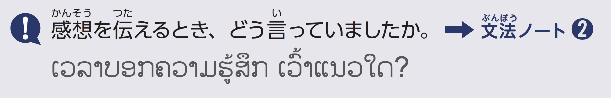 ! 感想を伝えるとき、どう言っていましたか。 ➡ 文法ノート ❷
ເວລາບອກຄວາມຮູ້ສຶກ ເວົ້າແນວໃດ?